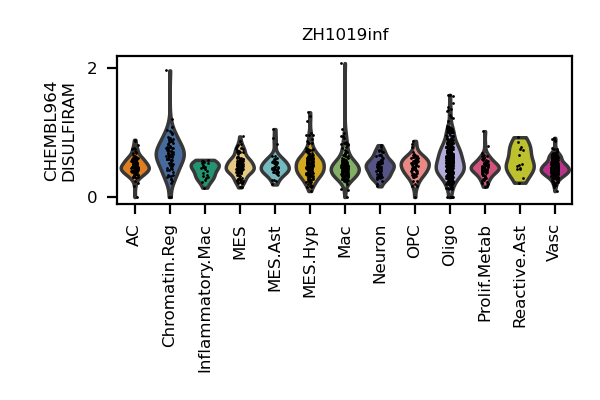 ZH1019inf
CHEMBL964
DISULFIRAM
2
0
AC
Chromatin.Reg
Inflammatory.Mac
MES
MES.Ast
MES.Hyp
Mac
Neuron
OPC
Oligo
Prolif.Metab
Reactive.Ast
Vasc